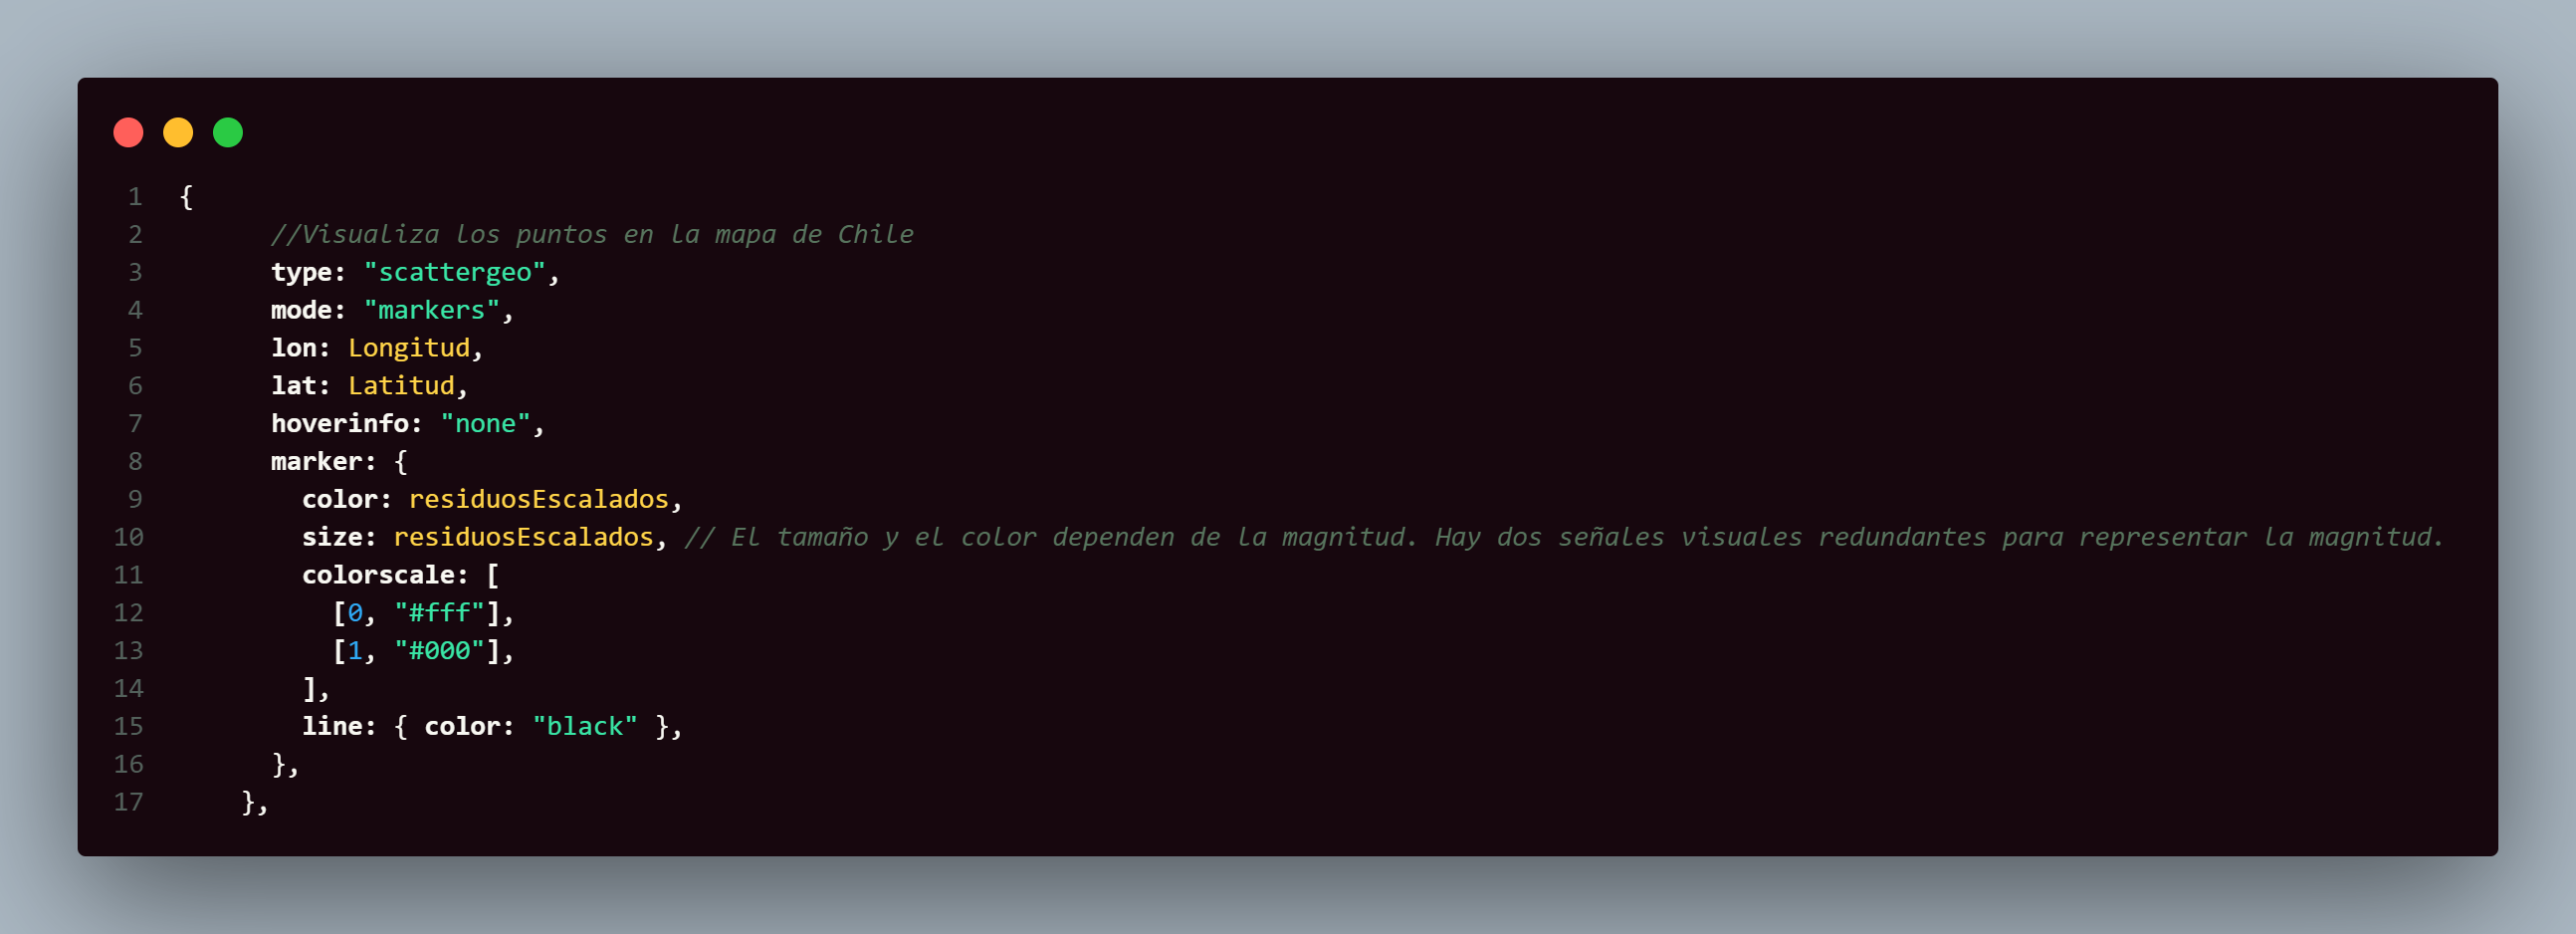 1 {
2 //Visualiza los puntos en la mapa de Chile
3 type: "scattergeo",
4 mode: "markers",
5 lon: Longitud,
6 lat: Latitud,
7 hoverinfo: "none",
8 marker: {
9 color: residuosEscalados,
10 size: residuosEscalados, // El tamaño y el color dependen de la magnitud. Hay dos señales visuales redundantes para representar la magnitud.
11 colorscale: [
12 [0, "#fff"],
13 [1, "#000"],
14 ],
15 line: { color: "black" },
16 },
17 },